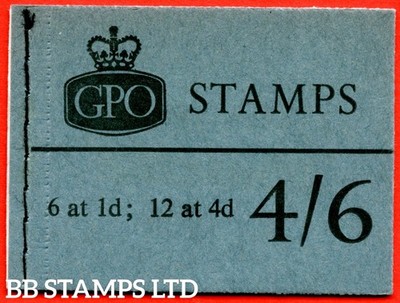 GPO STAMPS
6 at 1d; 12 at 4d 4/6
BB STAMPS LTD